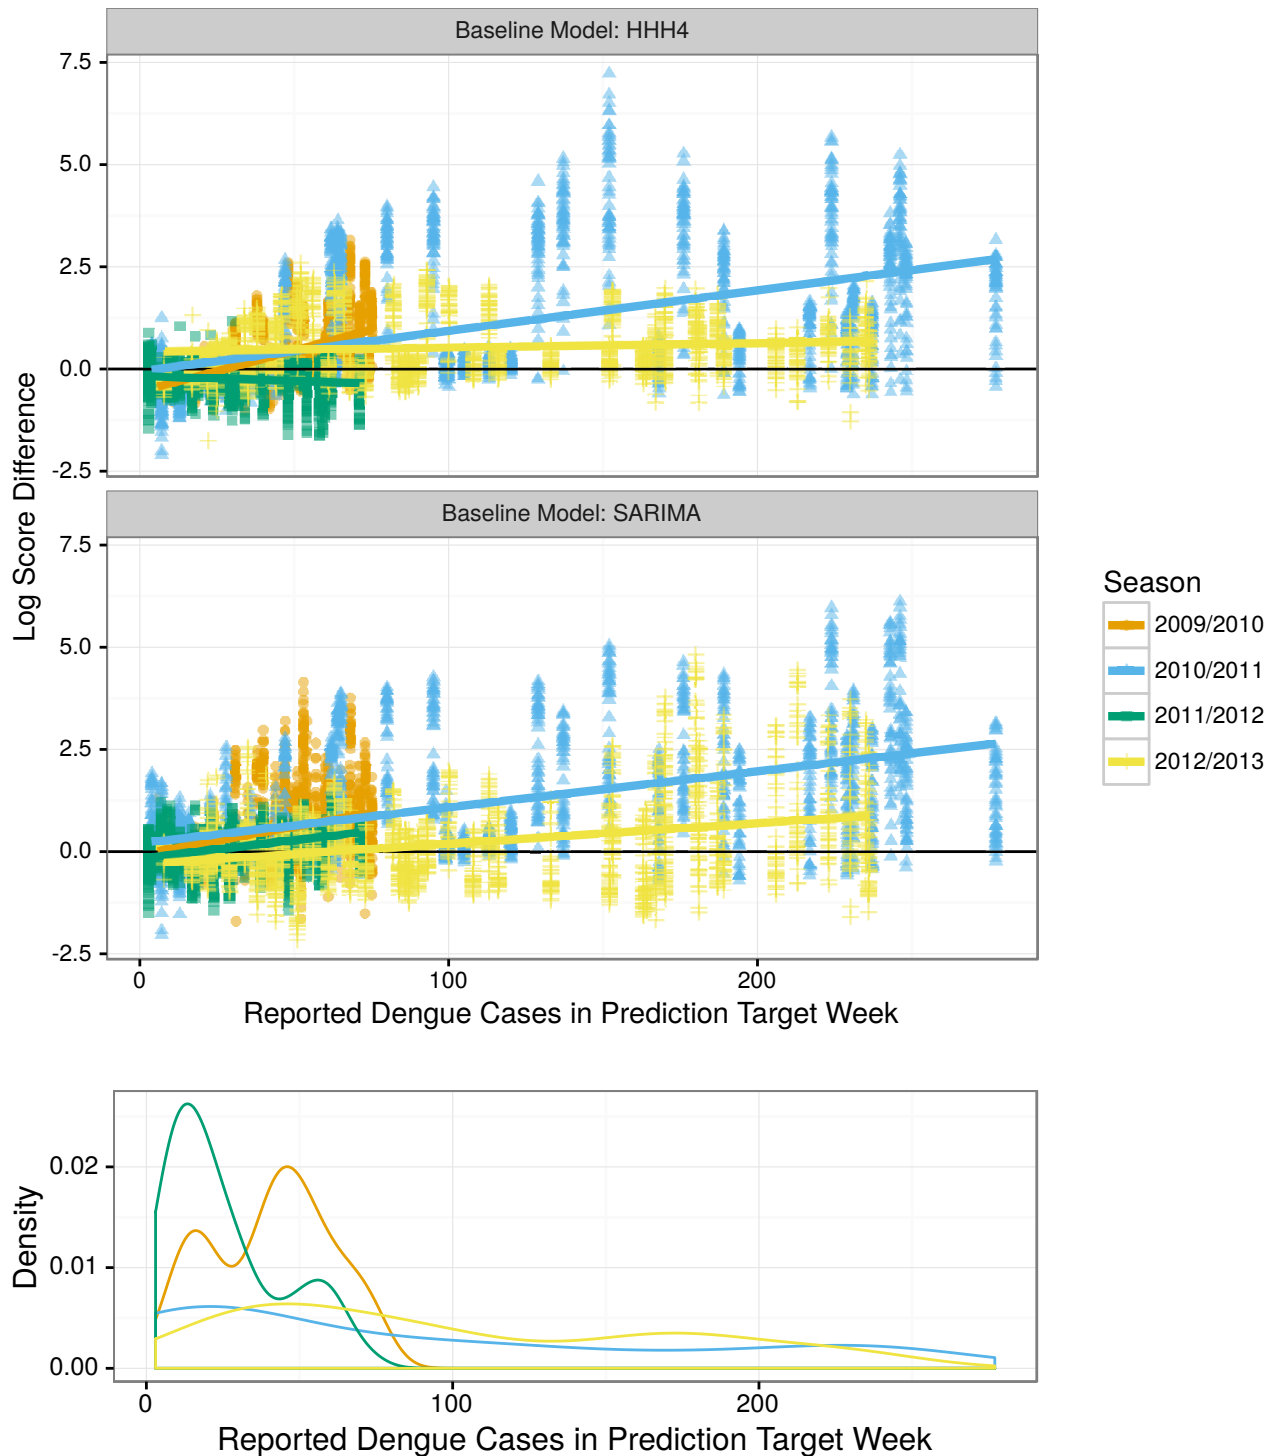 Baseline Model: HHH4
7.5
5.0
2.5
0.0
-2.5
Log Score Difference
Baseline Model: SARIMA
7.5
5.0
2.5
0.0
-2.5
0 100 200
Reported Dengue Cases in Prediction Target Week
Season
2009/2010
2010/2011
2011/2012
2012/2013
Density
0.02
0.01
0.00
0 100 200
Reported Dengue Cases in Prediction Target Week